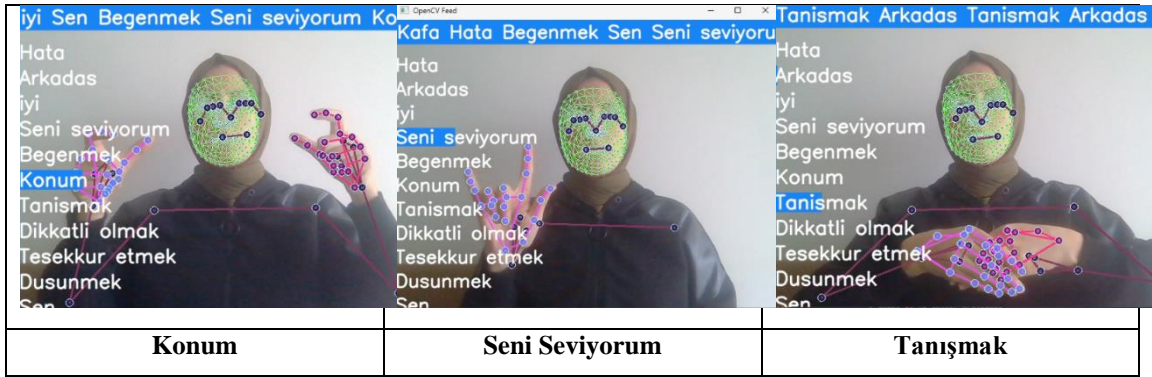 iyi Sen Begenmek Seni seviyorum Ko
Hata
Arkadas
iyi
Seni seviyorum
Begenmek
Konum
Tanismak
Dikkatli olmak
Tesekkur etmek
Dusunmek
Sen
OpenCV Feed
Kafa Hata Begenmek Sen Seni seviyoru
Hata
Arkadas
iyi
Seni seviyorum
Begenmek
Konum
Tanismak
Dikkatli olmak
Tesekkur etmek
Dusunmek
Sen
Tanismak Arkadas Tanismak Arkadas
Hata
Arkadas
iyi
Seni seviyorum
Begenmek
Konum
Tanismak
Dikkatli olmak
Tesekkur etmek
Dusunmek
Sen
Konum
Seni Seviyorum
Tanışmak